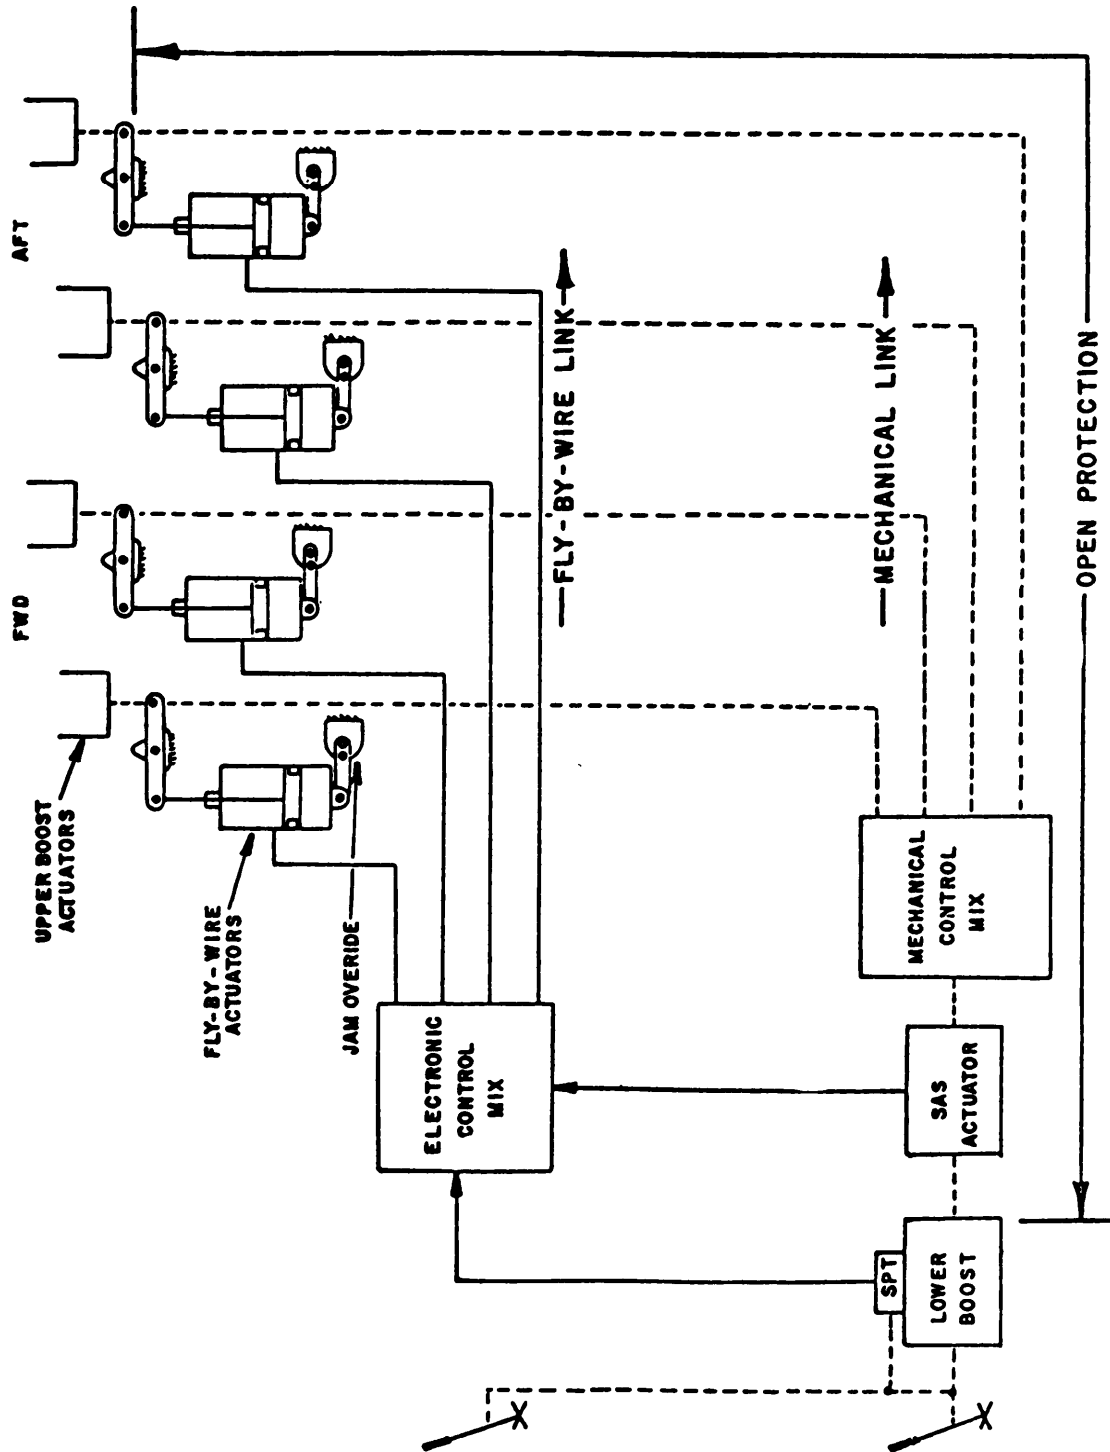 AFT
FWD
UPPER BOOST
ACTUATORS
FLY-BY-WIRE
ACTUATORS
JAM OVERIDE
FLY-BY-WIRE LINK
MECHANICAL LINK
OPEN PROTECTION
ELECTRONIC
CONTROL
MIX
MECHANICAL
CONTROL
MIX
SAS
ACTUATOR
SPT
LOWER
BOOST